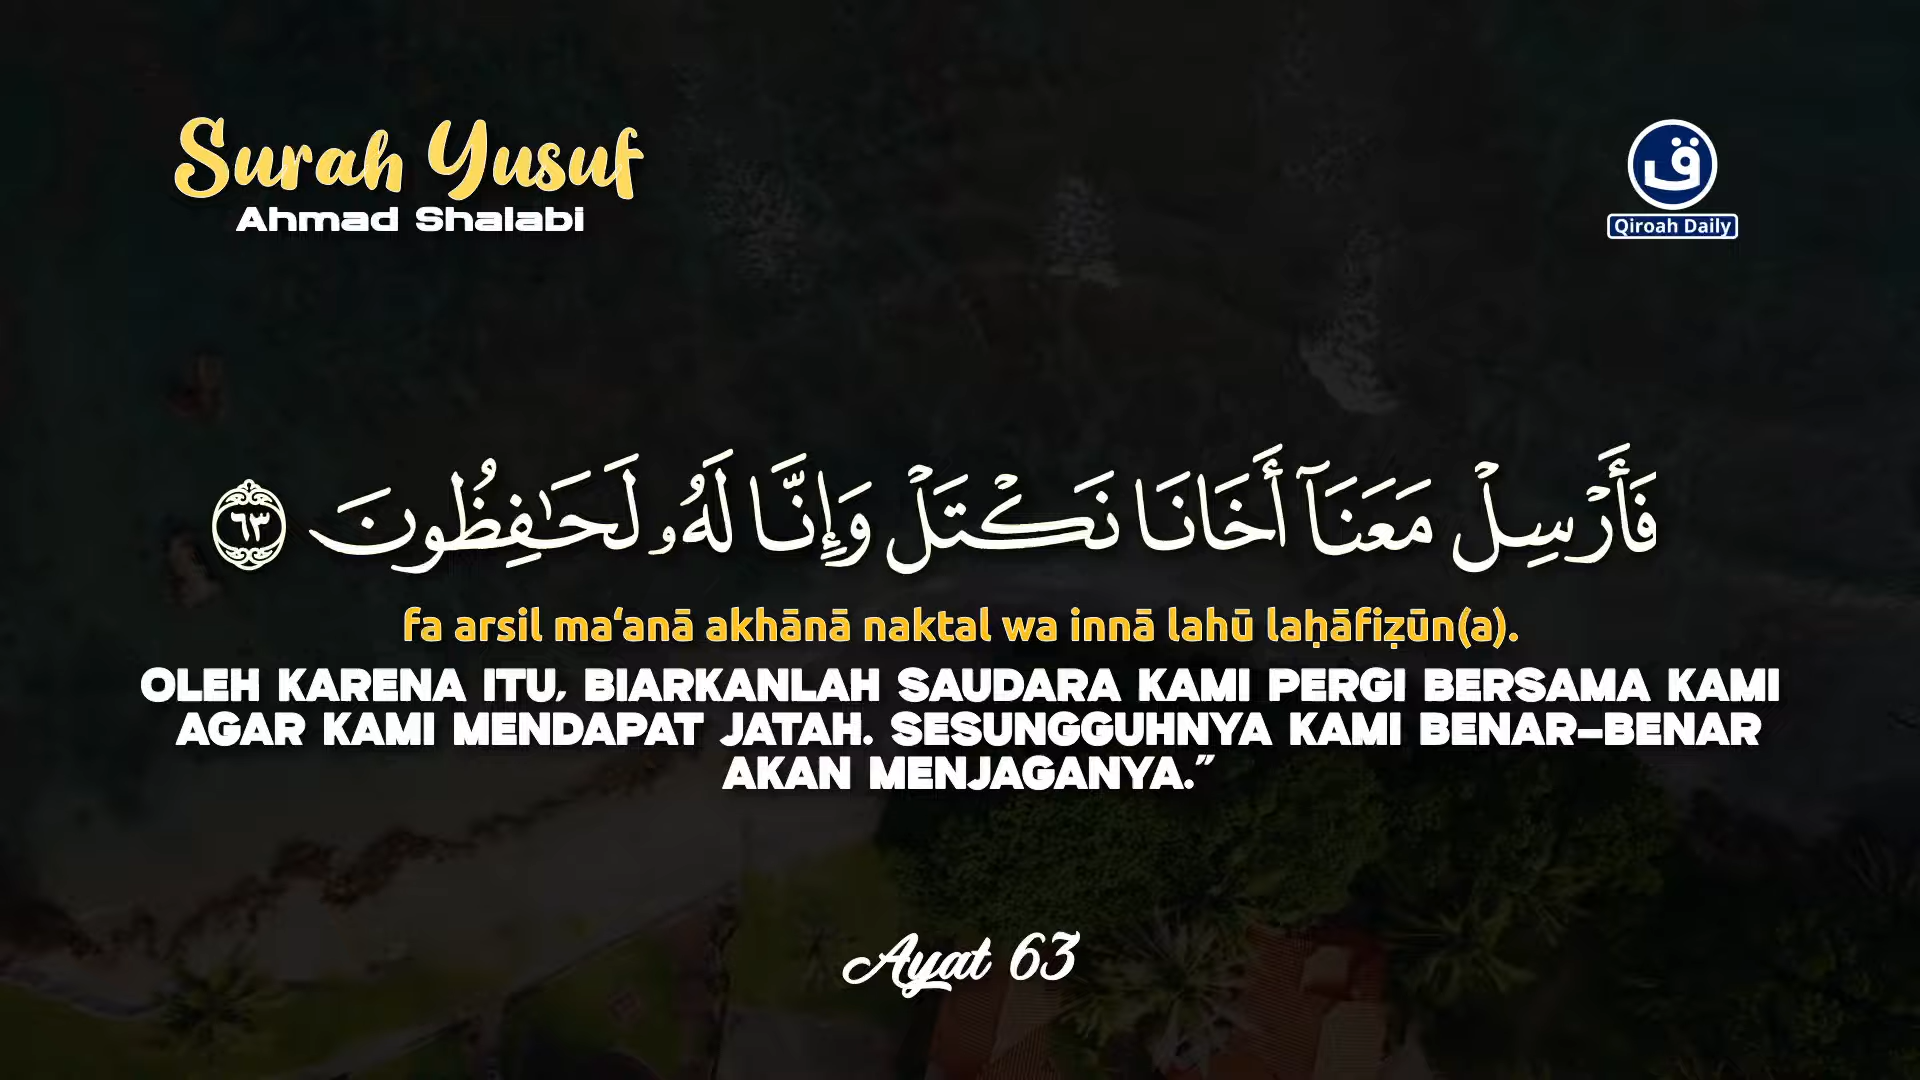 Surah Yusuf
Ahmad Shalabi
ق
Qiroah Daily
فَأَرْسِلْ مَعَنَآ أَخَانَا نَكْتَلْ وَإِنَّا لَهُۥ لَحَـٰفِظُونَ ٦٣
fa arsil ma‘anā akhānā naktal wa innā lahū laḥāfiẓūn(a).
OLEH KARENA ITU, BIARKANLAH SAUDARA KAMI PERGI BERSAMA KAMI
AGAR KAMI MENDAPAT JATAH. SESUNGGUHNYA KAMI BENAR-BENAR
AKAN MENJAGANYA.”
Ayat 63